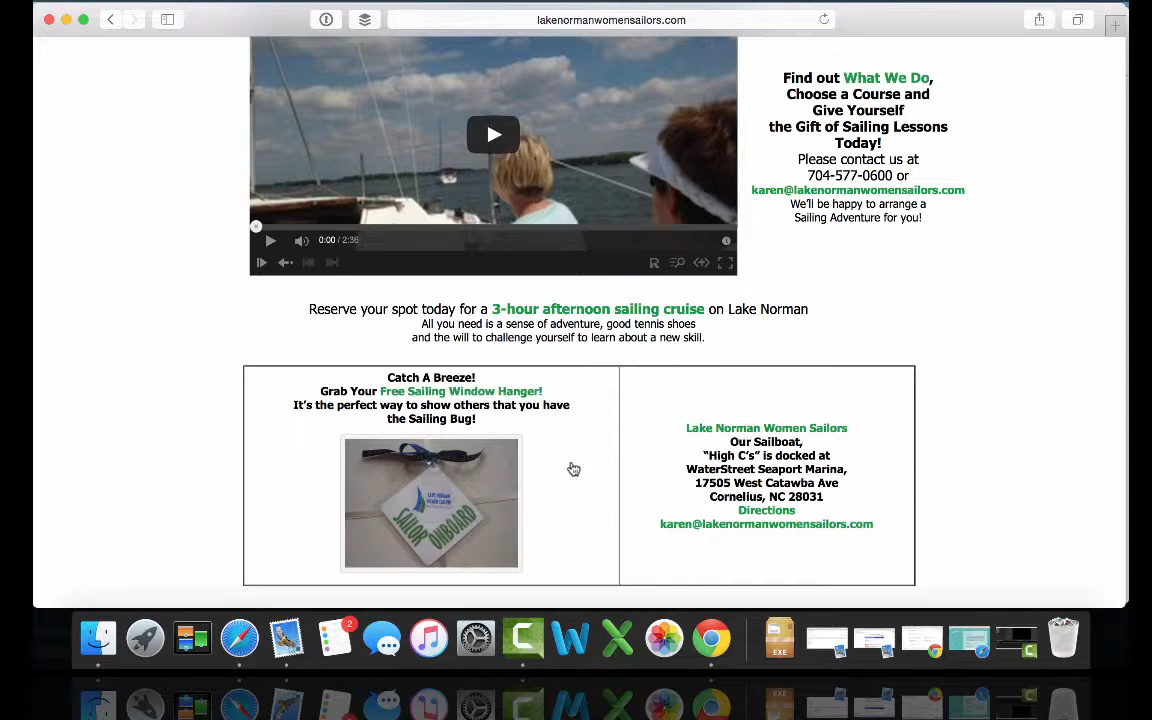 lakenormanwomensailors.com
Find out What We Do,
Choose a Course and
Give Yourself
the Gift of Sailing Lessons
Today!
Please contact us at
704-577-0600 or
karen@lakenormanwomensailors.com
We'll be happy to arrange a
Sailing Adventure for you!
0:00 / 2:36
R
Reserve your spot today for a 3-hour afternoon sailing cruise on Lake Norman
All you need is a sense of adventure, good tennis shoes
and the will to challenge yourself to learn about a new skill.
Catch A Breeze!
Grab Your Free Sailing Window Hanger!
It's the perfect way to show others that you have
the Sailing Bug!
LAKE NORMAN
WOMEN SAILORS
SAILOR ONBOARD
Lake Norman Women Sailors
Our Sailboat,
"High C's" is docked at
WaterStreet Seaport Marina,
17505 West Catawba Ave
Cornelius, NC 28031
Directions
karen@lakenormanwomensailors.com
2
EXE